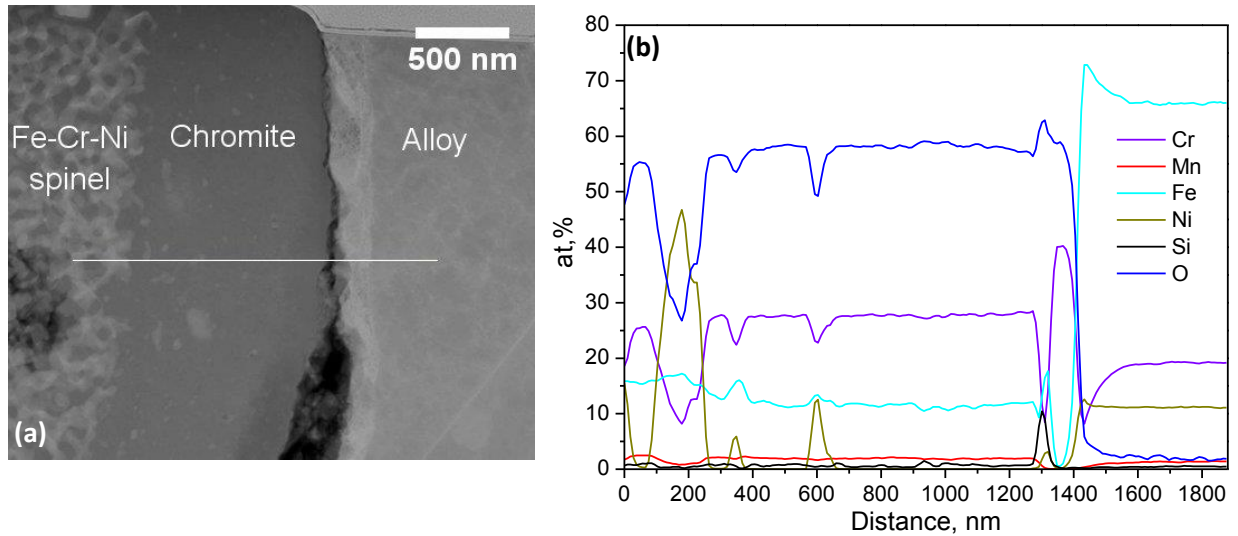 500 nm
Fe-Cr-Ni
spinel
Chromite
Alloy
(a)
(b)
80
70
60
50
40
30
20
10
0
at,%
0
200
400
600
800
1000
1200
1400
1600
1800
Distance, nm
Cr
Mn
Fe
Ni
Si
O